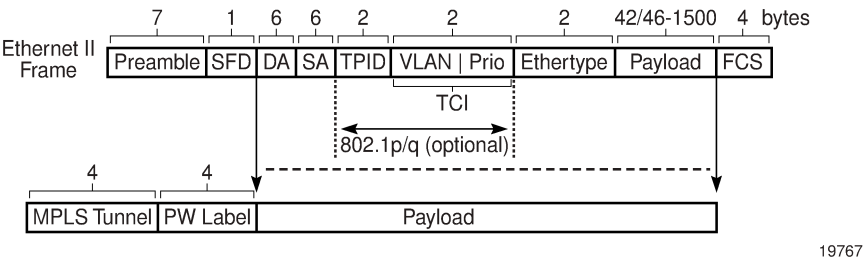 7 1 6 6 2 2 2 42/46-1500 4 bytes
Ethernet II
Frame
Preamble SFD DA SA TPID VLAN | Prio Ethertype Payload FCS
TCI
802.1p/q (optional)
4 4
MPLS Tunnel PW Label Payload
19767